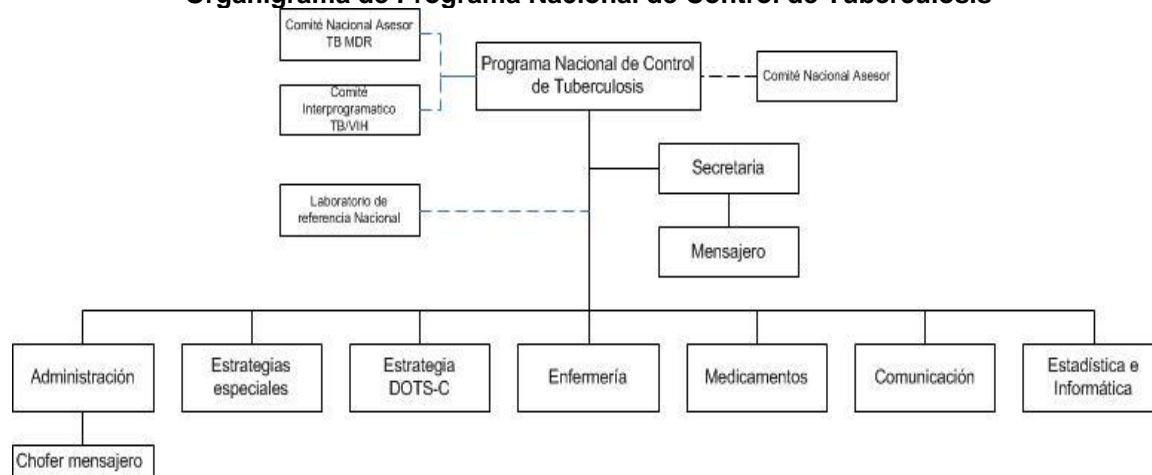 Organigrama de Programa Nacional de Control de Tuberculosis
Comité Nacional Asesor
TB MDR
Programa Nacional de Control
de Tuberculosis
Comité Nacional Asesor
Comité
Interprogramatico
TB/VIH
Secretaria
Laboratorio de
referencia Nacional
Mensajero
Administración
Estrategias
especiales
Estrategia
DOTS-C
Enfermería
Medicamentos
Comunicación
Estadística e
Informática
Chofer mensajero